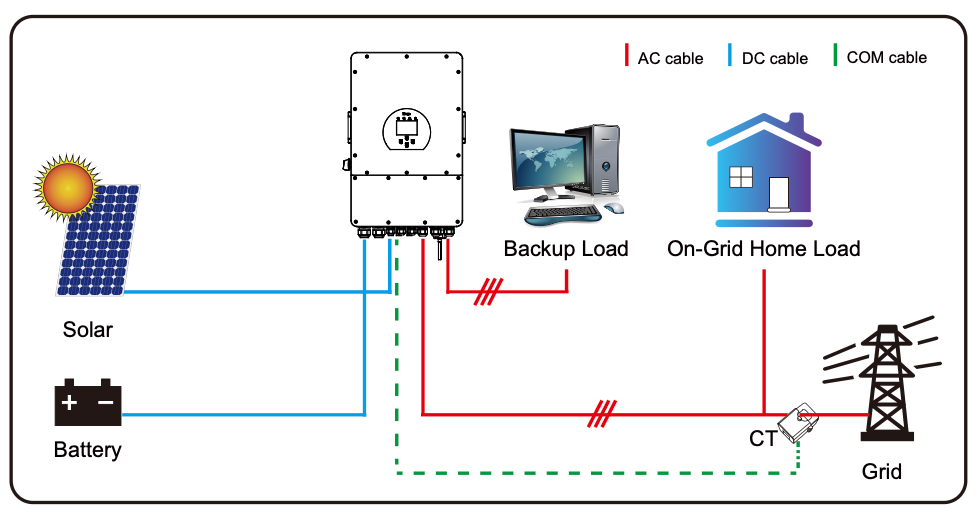 AC cable
DC cable
COM cable
Backup Load
On-Grid Home Load
Solar
+ −
Battery
CT
Grid